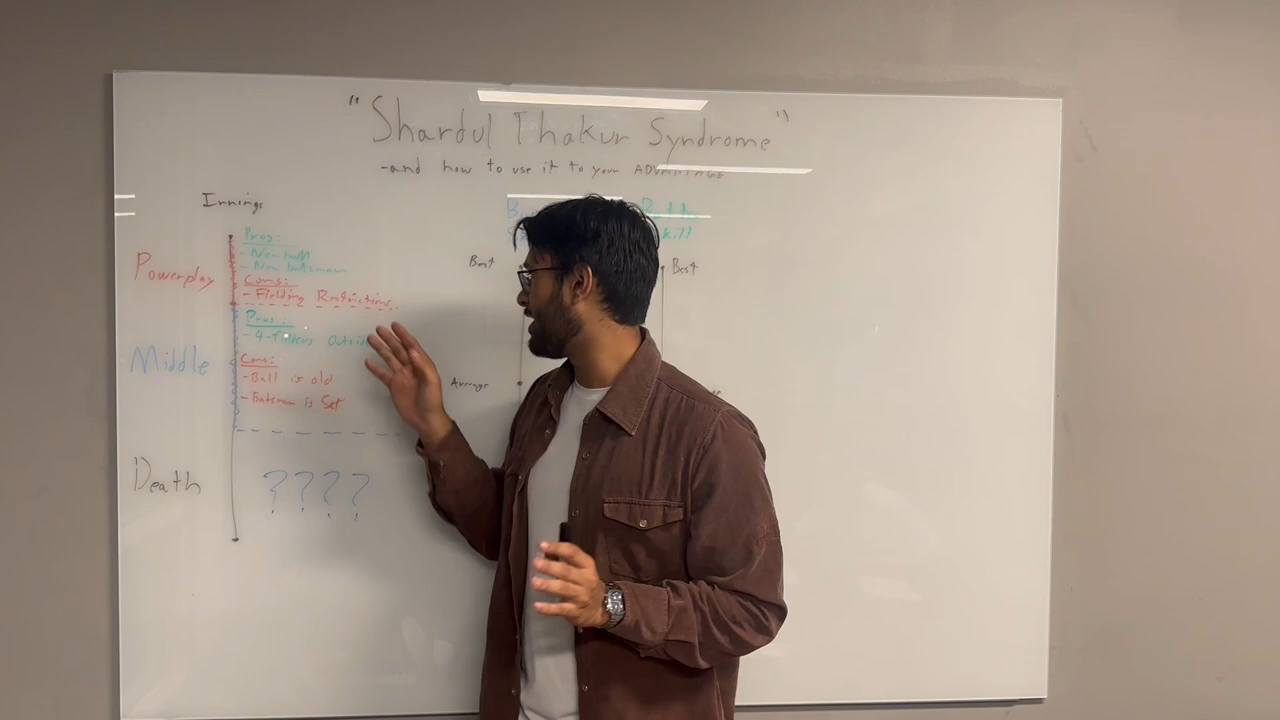 "Shardul Thakur Syndrome"
-and how to use it to your ADVANTAGE
Innings
Powerplay
Pros:
- New ball
- New batsman
Cons:
- Fielding Restrictions
Middle
Pros:
- 4-fielders
Cons:
- Ball is old
- Batsman is Set
Death
????
Best
Average
Best